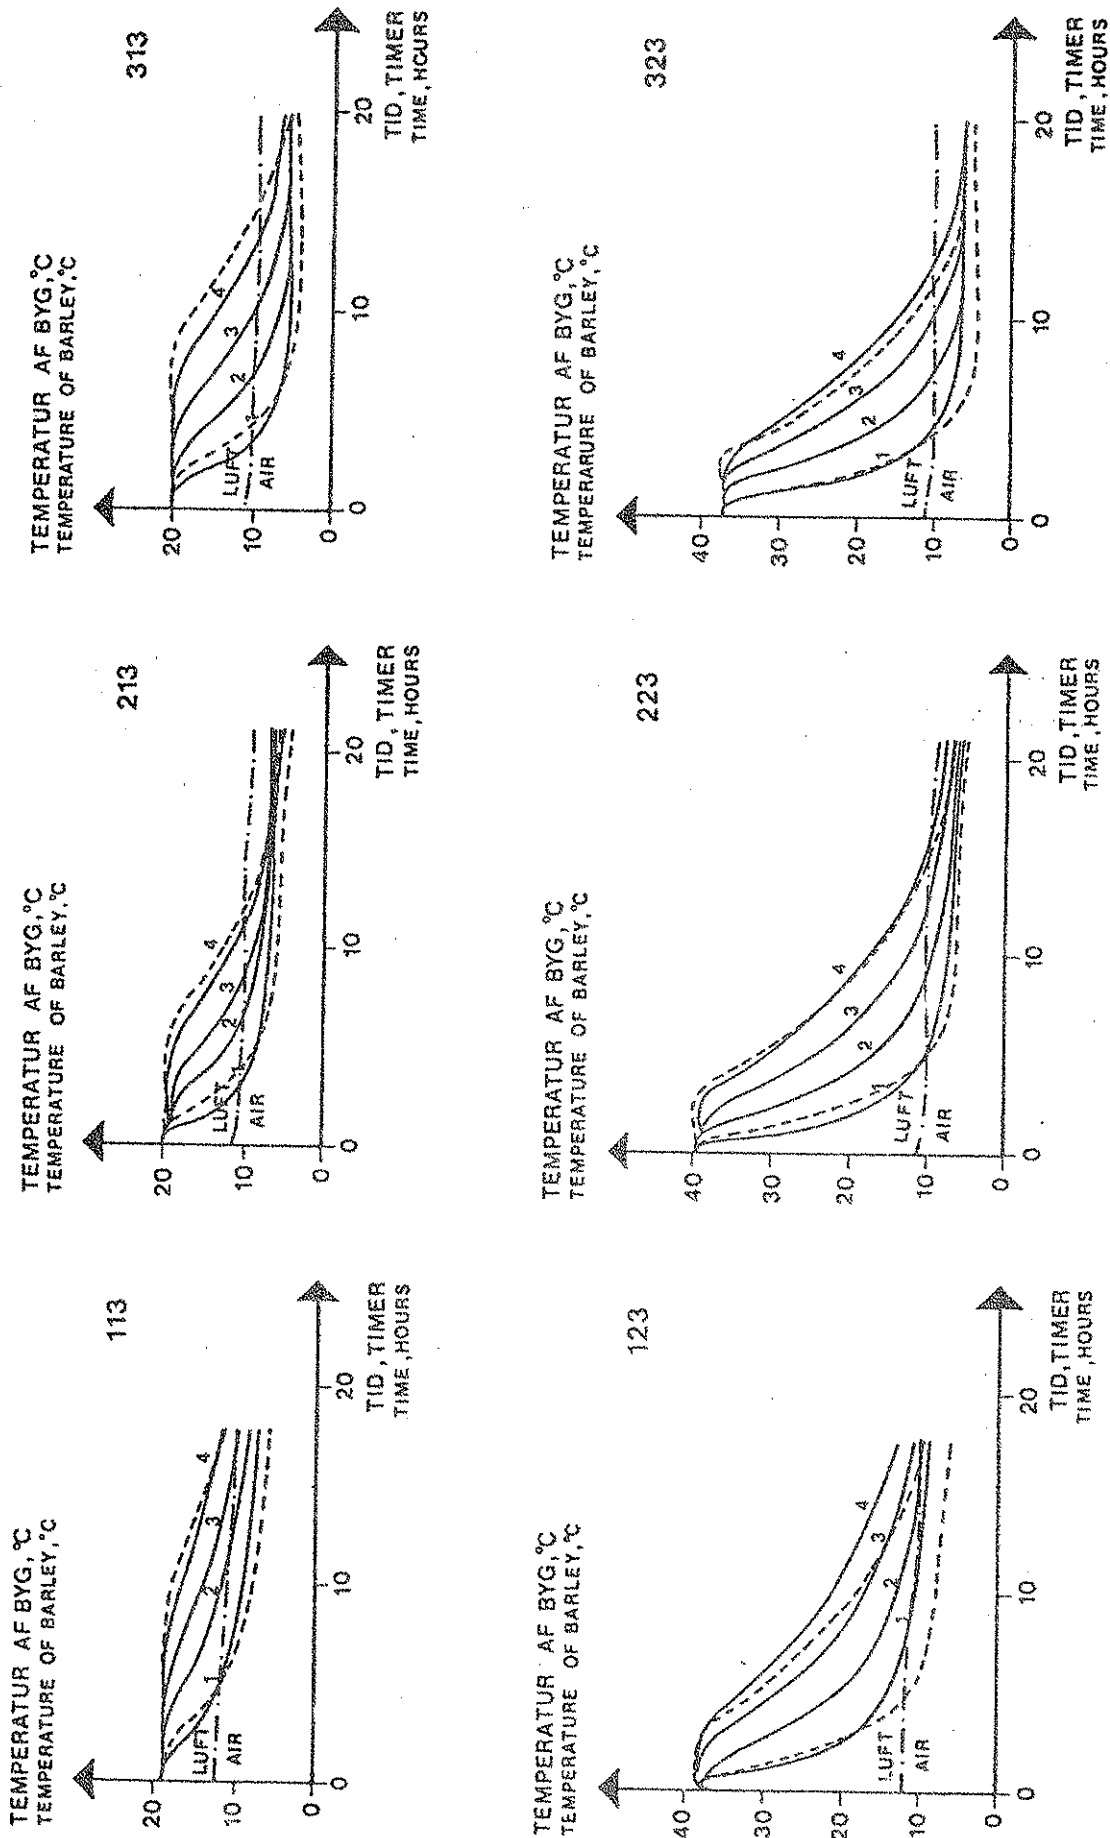 TEMPERATUR AF BYG,°C
TEMPERATURE OF BARLEY,°C
113
20
10
0
LUFT
AIR
1
2
3
4
0
10
20
TID,TIMER
TIME,HOURS
TEMPERATUR AF BYG,°C
TEMPERATURE OF BARLEY,°C
213
20
10
0
LUFT
AIR
1
2
3
4
0
10
20
TID,TIMER
TIME,HOURS
TEMPERATUR AF BYG,°C
TEMPERATURE OF BARLEY,°C
313
20
10
0
LUFT
AIR
1
2
3
4
0
10
20
TID,TIMER
TIME,HOURS
TEMPERATUR AF BYG,°C
TEMPERATURE OF BARLEY,°C
123
40
30
20
10
0
LUFT
AIR
1
2
3
4
0
10
20
TID,TIMER
TIME,HOURS
TEMPERATUR AF BYG,°C
TEMPERATURE OF BARLEY,°C
223
40
30
20
10
0
LUFT
AIR
1
2
3
4
0
10
20
TID,TIMER
TIME,HOURS
TEMPERATUR AF BYG,°C
TEMPERARURE OF BARLEY,°C
323
40
30
20
10
0
LUFT
AIR
1
2
3
4
0
10
20
TID,TIMER
TIME,HOURS